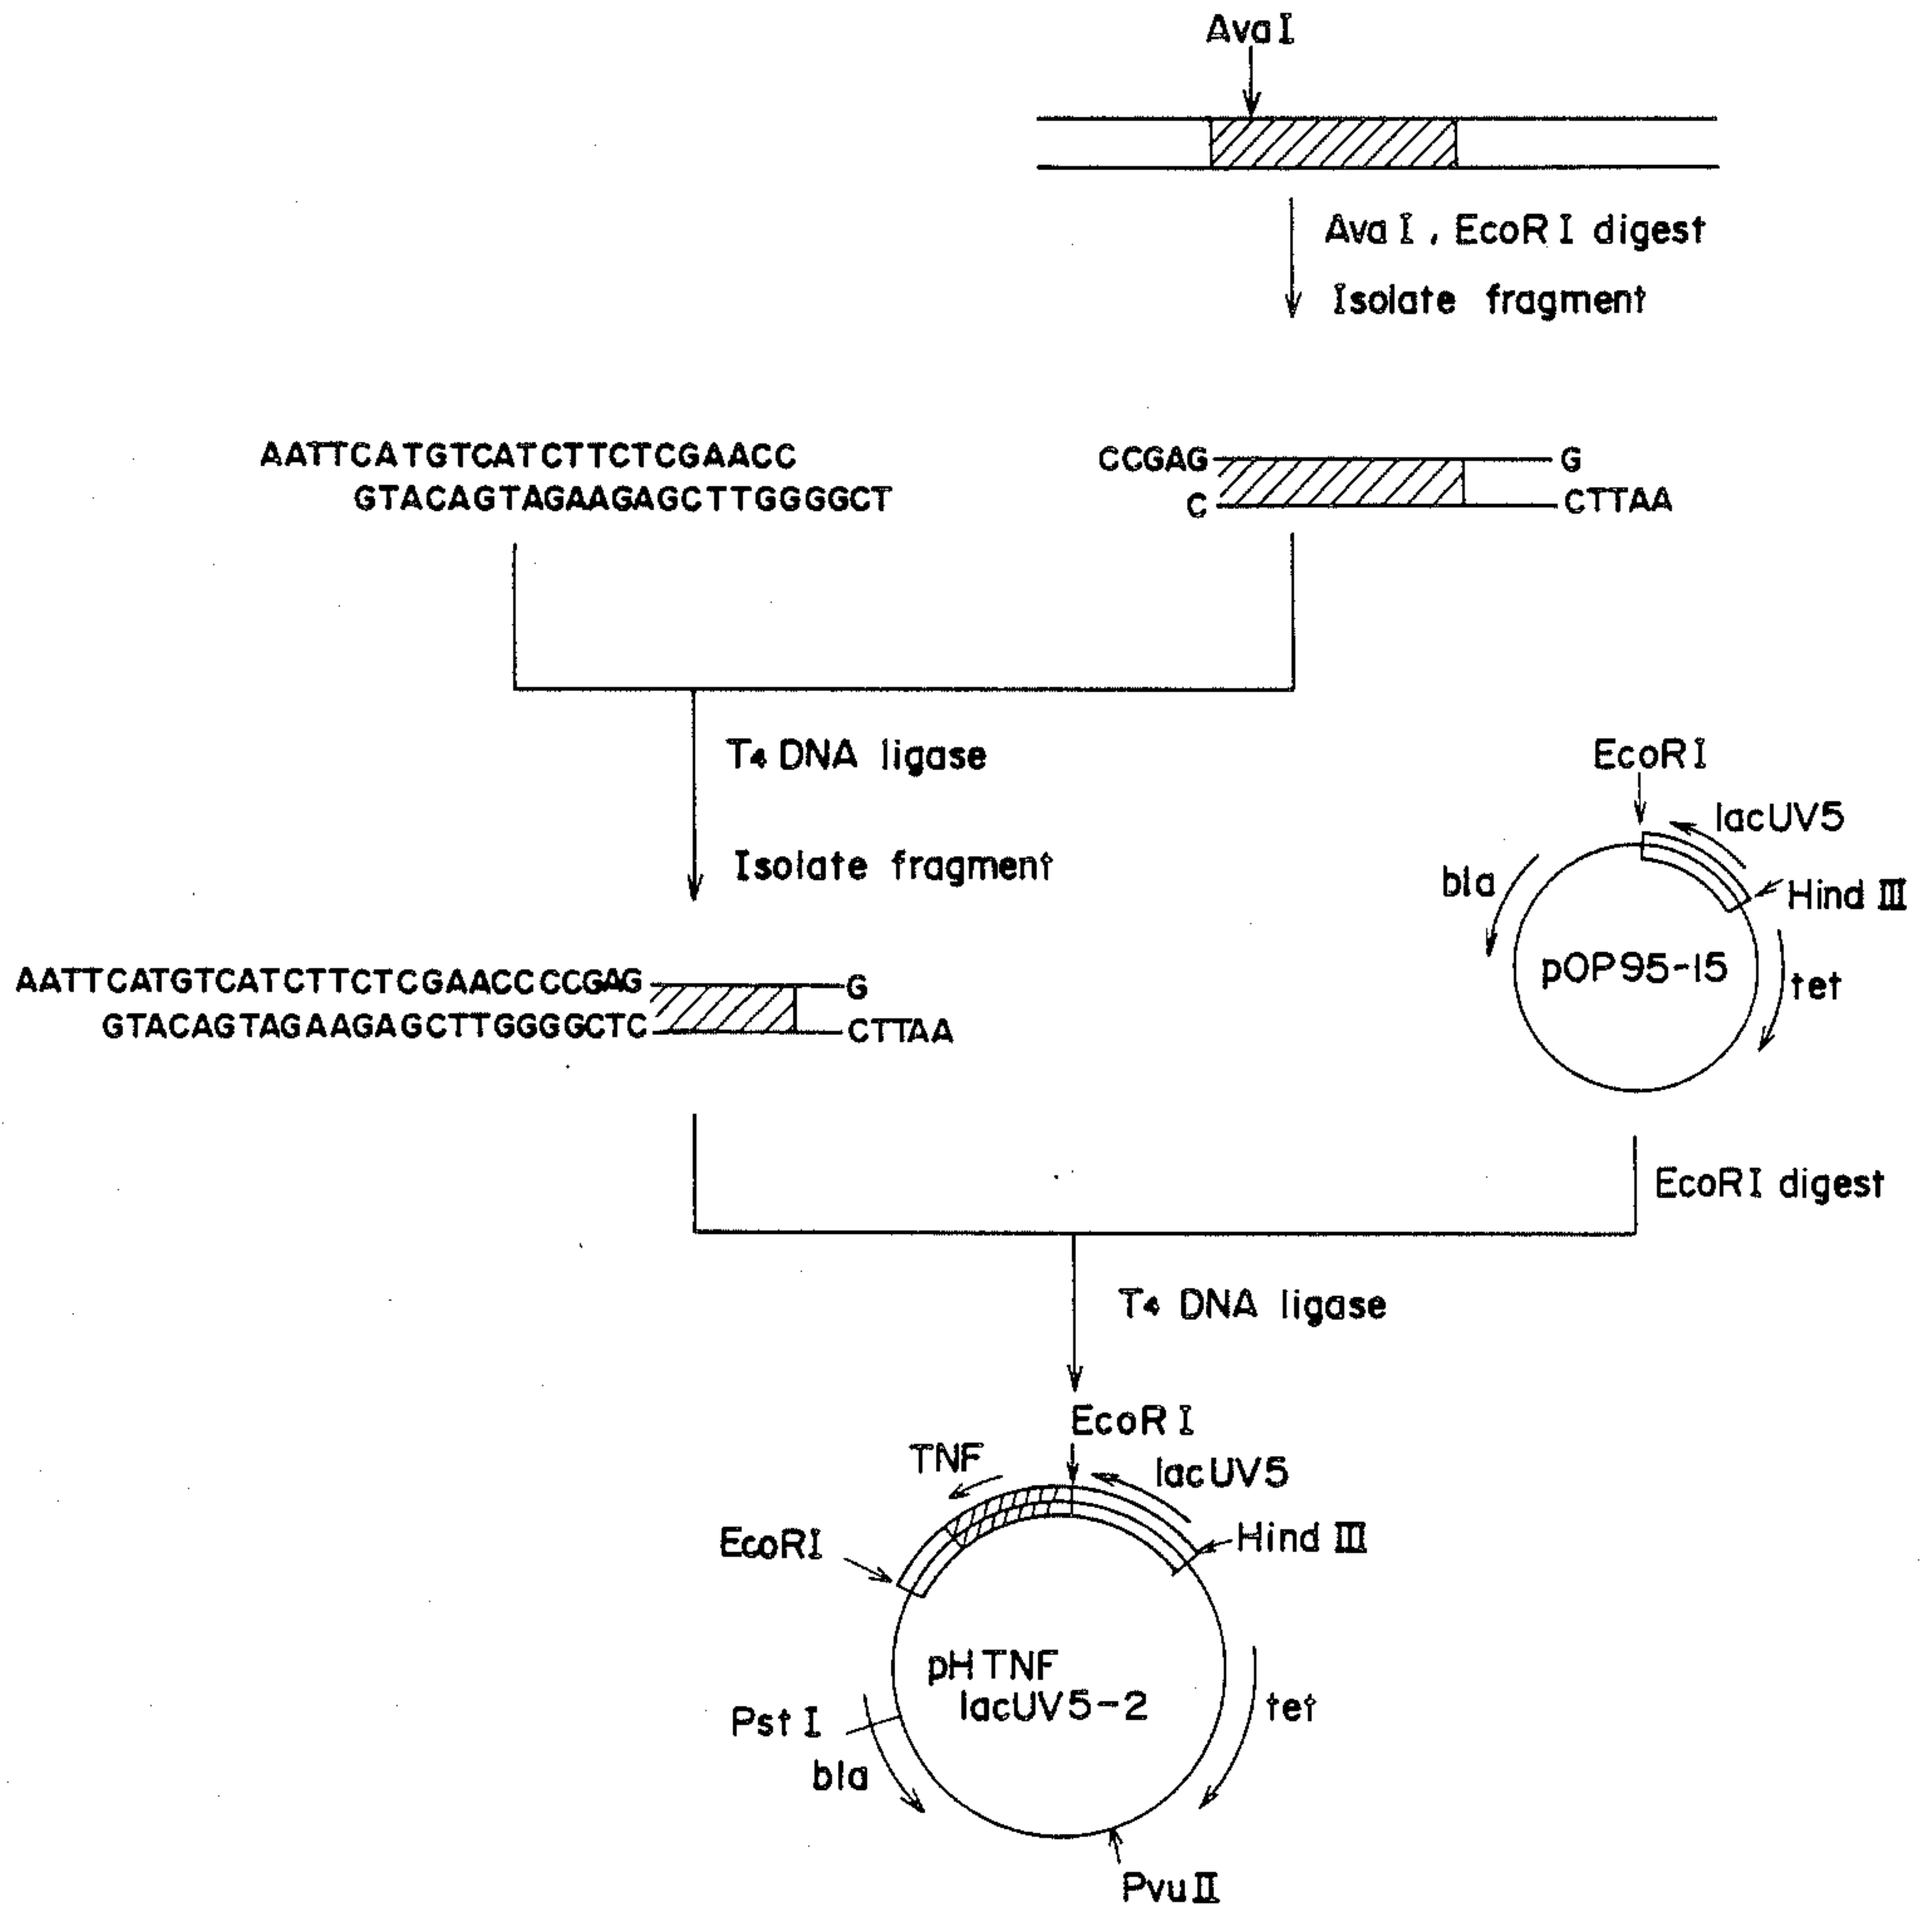 AvaI
AvaI, EcoRI digest
Isolate fragment
AATTCATGTCATCTTCTCGAACC
GTACAGTAGAAGAGCTTGGGGCT
CCGAG
G
C
CTTAA
T4 DNA ligase
Isolate fragment
EcoRI
lacUV5
bla
Hind III
pOP95-15
tet
AATTCATGTCATCTTCTCGAACCCCGAG
G
GTACAGTAGAAGAGCTTGGGGCTC
CTTAA
EcoRI digest
T4 DNA ligase
EcoRI
TNF
lacUV5
EcoRI
Hind III
pHTNF
lacUV5-2
Pst I
tet
bla
PvuII